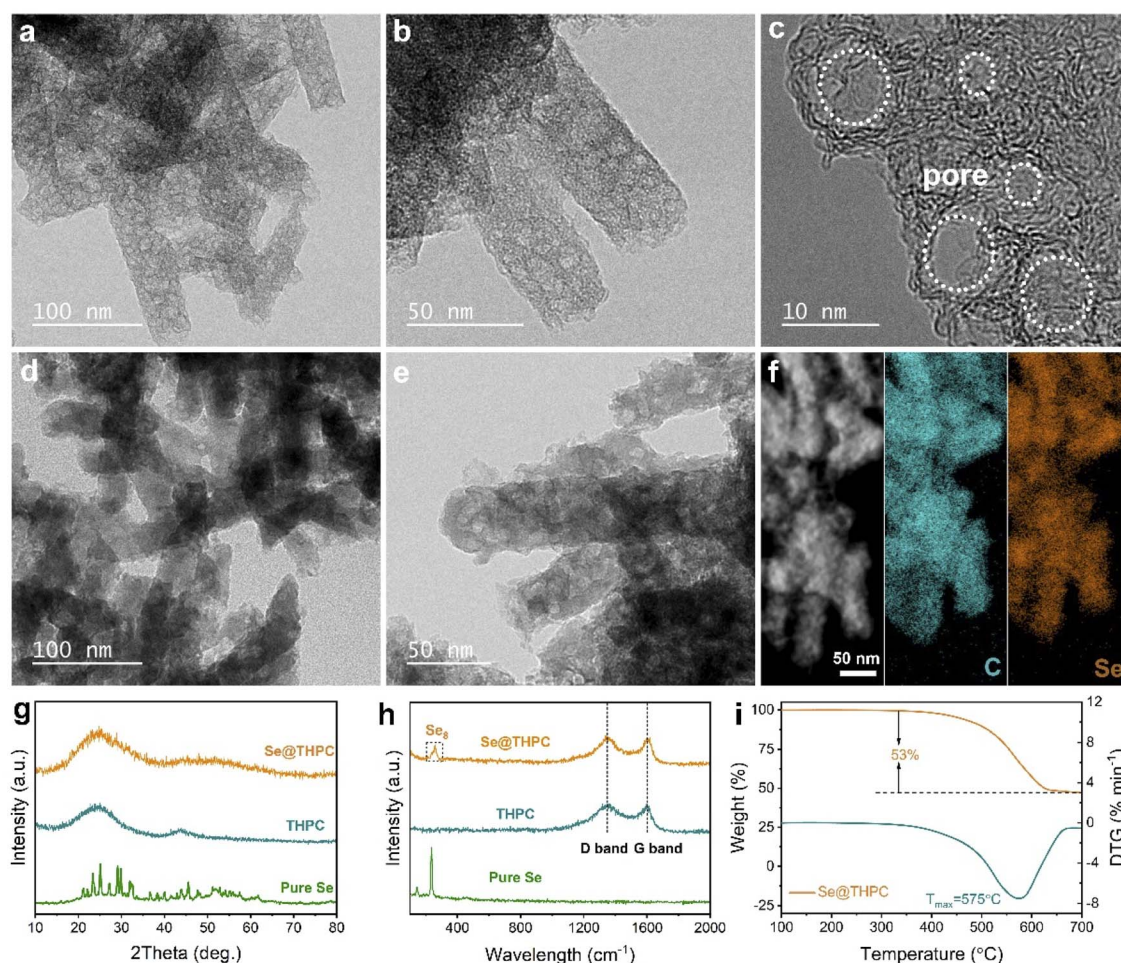 a
100 nm
b
50 nm
c
pore
10 nm
d
100 nm
e
50 nm
f
50 nm
C
Se
g
Se@THPC
THPC
Pure Se
Intensity (a.u.)
10 20 30 40 50 60 70 80
2Theta (deg.)
h
Se₈
Se@THPC
THPC
D band G band
Pure Se
Intensity (a.u.)
400 800 1200 1600 2000
Wavelength (cm⁻¹)
i
100
75
50
25
0
-25
Weight (%)
53%
Se@THPC
Tmax=575°C
12
8
4
0
-4
-8
DTG (% min⁻¹)
100 200 300 400 500 600 700
Temperature (°C)